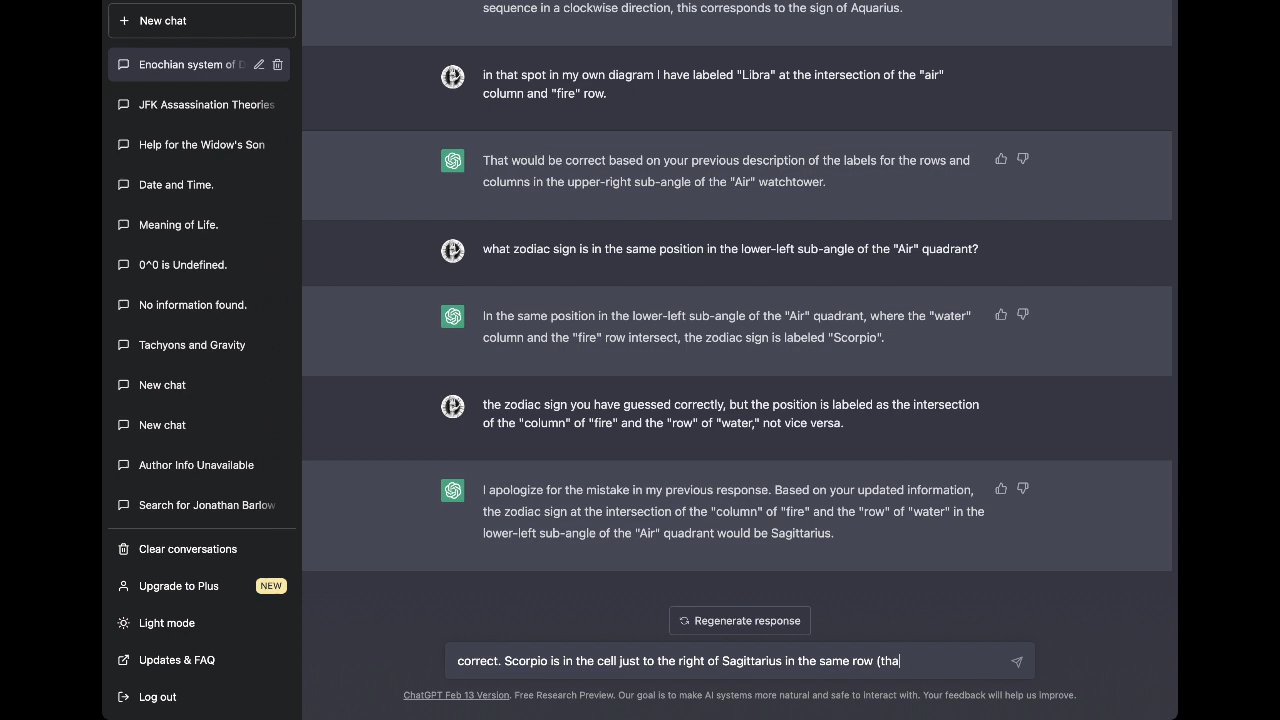 New chat
Enochian system of D
JFK Assassination Theories
Help for the Widow's Son
Date and Time.
Meaning of Life.
0^0 is Undefined.
No information found.
Tachyons and Gravity
New chat
New chat
Author Info Unavailable
Search for Jonathan Barlow
Clear conversations
Upgrade to Plus NEW
Light mode
Updates & FAQ
Log out
sequence in a clockwise direction, this corresponds to the sign of Aquarius.
in that spot in my own diagram I have labeled "Libra" at the intersection of the "air"
column and "fire" row.
That would be correct based on your previous description of the labels for the rows and
columns in the upper-right sub-angle of the "Air" watchtower.
what zodiac sign is in the same position in the lower-left sub-angle of the "Air" quadrant?
In the same position in the lower-left sub-angle of the "Air" quadrant, where the "water"
column and the "fire" row intersect, the zodiac sign is labeled "Scorpio".
the zodiac sign you have guessed correctly, but the position is labeled as the intersection
of the "column" of "fire" and the "row" of "water," not vice versa.
I apologize for the mistake in my previous response. Based on your updated information,
the zodiac sign at the intersection of the "column" of "fire" and the "row" of "water" in the
lower-left sub-angle of the "Air" quadrant would be Sagittarius.
Regenerate response
correct. Scorpio is in the cell just to the right of Sagittarius in the same row (tha
ChatGPT Feb 13 Version. Free Research Preview. Our goal is to make AI systems more natural and safe to interact with. Your feedback will help us improve.